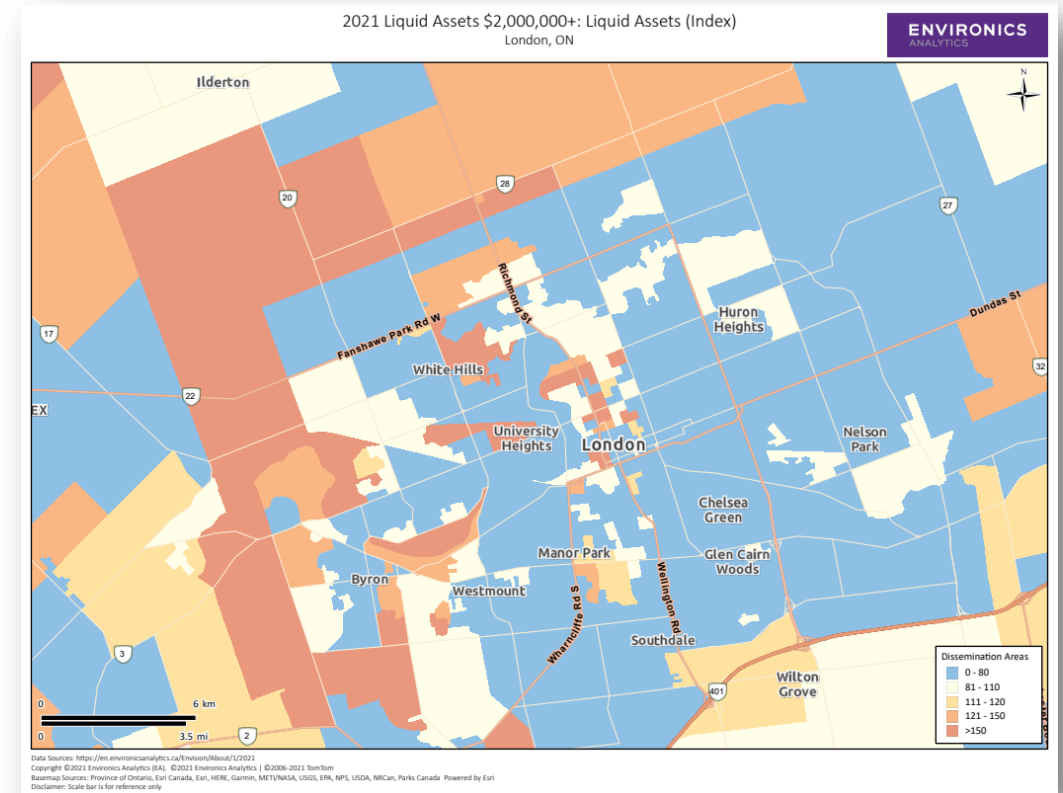 2021 Liquid Assets $2,000,000+: Liquid Assets (Index)
London, ON
ENVIRONICS
ANALYTICS
Ilderton
N
20
28
27
Richmond St
Dundas St
Huron
Heights
17
Fanshawe Park Rd W
White Hills
32
22
EX
University
Heights
London
Nelson
Park
Chelsea
Green
Manor Park
Glen Cairn
Woods
Byron
Westmount
Wharncliffe Rd S
Wellington Rd
Southdale
3
Wilton
Grove
401
2
0 6 km
0 3.5 mi
Dissemination Areas
0 - 80
81 - 110
111 - 120
121 - 150
>150
Data Sources: https://en.environicsanalytics.ca/Envision/About/1/2021
Copyright ©2021 Environics Analytics (EA). ©2021 Environics Analytics | ©2006-2021 TomTom
Basemap Sources: Province of Ontario, Esri Canada, Esri, HERE, Garmin, METI/NASA, USGS, EPA, NPS, USDA, NRCan, Parks Canada Powered by Esri
Disclaimer: Scale bar is for reference only